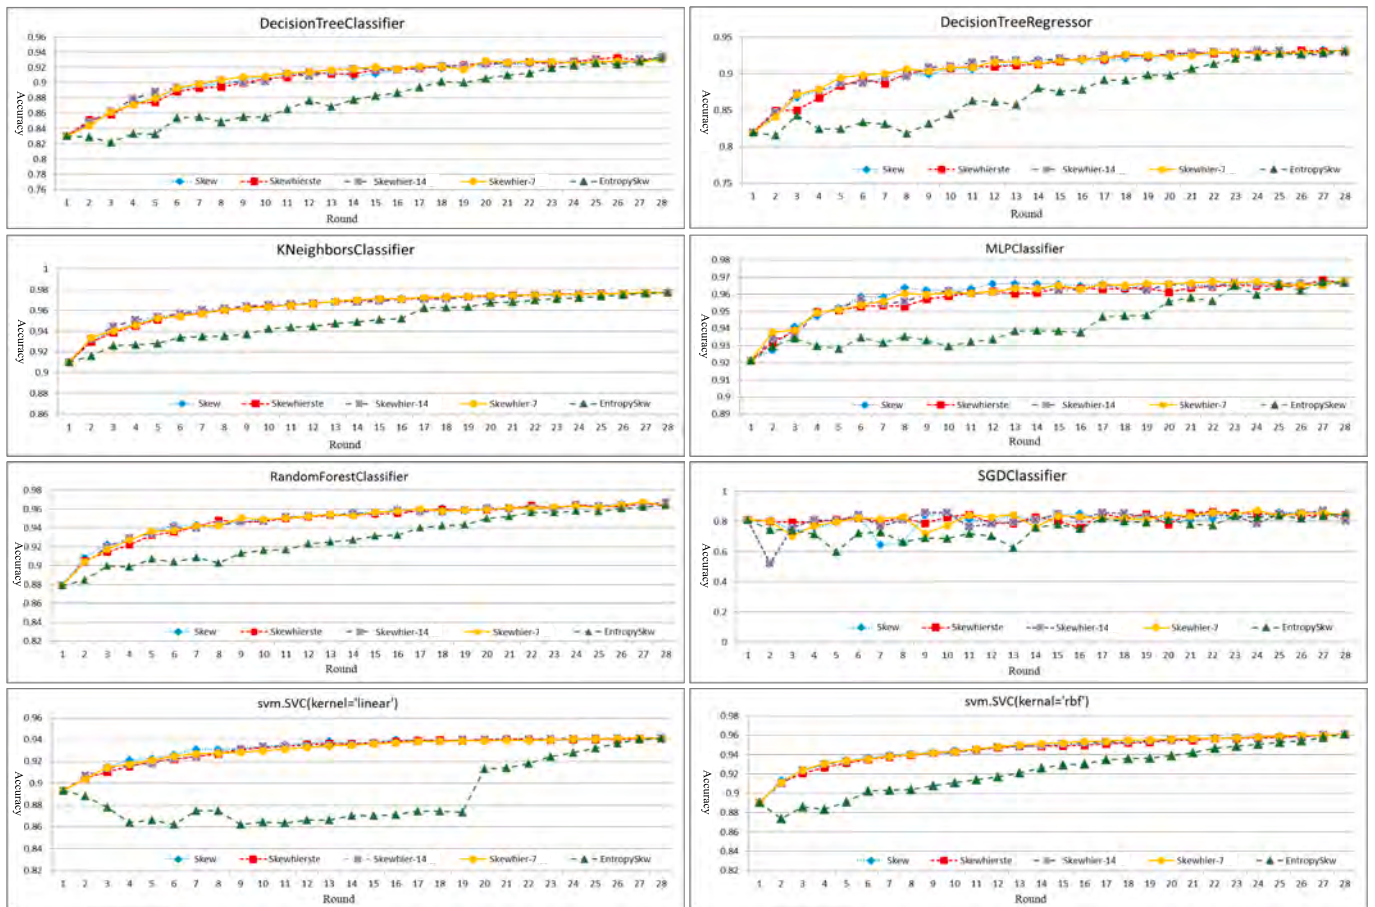 DecisionTreeClassifier
0.96
0.94
0.92
0.9
0.88
0.86
0.84
0.82
0.8
0.78
0.76
Accuracy
Skew Skewhierste Skewhier-14 Skewhier-7 EntropySkw
1 2 3 4 5 6 7 8 9 10 11 12 13 14 15 16 17 18 19 20 21 22 23 24 25 26 27 28
Round
DecisionTreeRegressor
0.95
0.9
0.85
0.8
0.75
Accuracy
Skew Skewhierste Skewhier-14 Skewhier-7 EntropySkw
1 2 3 4 5 6 7 8 9 10 11 12 13 14 15 16 17 18 19 20 21 22 23 24 25 26 27 28
Round
KNeighborsClassifier
1
0.98
0.96
0.94
0.92
0.9
0.88
0.86
Accuracy
Skew Skewhierste Skewhier-14 Skewhier-7 EntropySkw
1 2 3 4 5 6 7 8 9 10 11 12 13 14 15 16 17 18 19 20 21 22 23 24 25 26 27 28
Round
MLPClassifier
0.98
0.97
0.96
0.95
0.94
0.93
0.92
0.91
0.9
0.89
Accuracy
Skew Skewhierste Skewhier-14 Skewhier-7 EntropySkew
1 2 3 4 5 6 7 8 9 10 11 12 13 14 15 16 17 18 19 20 21 22 23 24 25 26 27 28
Round
RandomForestClassifier
0.98
0.96
0.94
0.92
0.9
0.88
0.86
0.84
0.82
Accuracy
Skew Skewhierste Skewhier-14 Skewhier-7 EntropySkw
1 2 3 4 5 6 7 8 9 10 11 12 13 14 15 16 17 18 19 20 21 22 23 24 25 26 27 28
Round
SGDClassifier
1
0.8
0.6
0.4
0.2
0
Accuracy
Skew Skewhierste Skewhier-14 Skewhier-7 EntropySkw
1 2 3 4 5 6 7 8 9 10 11 12 13 14 15 16 17 18 19 20 21 22 23 24 25 26 27 28
Round
svm.SVC(kernel='linear')
0.96
0.94
0.92
0.9
0.88
0.86
0.84
0.82
Accuracy
Skew Skewhierste Skewhier-14 Skewhier-7 EntropySkw
1 2 3 4 5 6 7 8 9 10 11 12 13 14 15 16 17 18 19 20 21 22 23 24 25 26 27 28
Round
svm.SVC(kernal='rbf')
0.98
0.96
0.94
0.92
0.9
0.88
0.86
0.84
0.82
Accuracy
Skew Skewhierste Skewhier-14 Skewhier-7 EntropySkw
1 2 3 4 5 6 7 8 9 10 11 12 13 14 15 16 17 18 19 20 21 22 23 24 25 26 27 28
Round